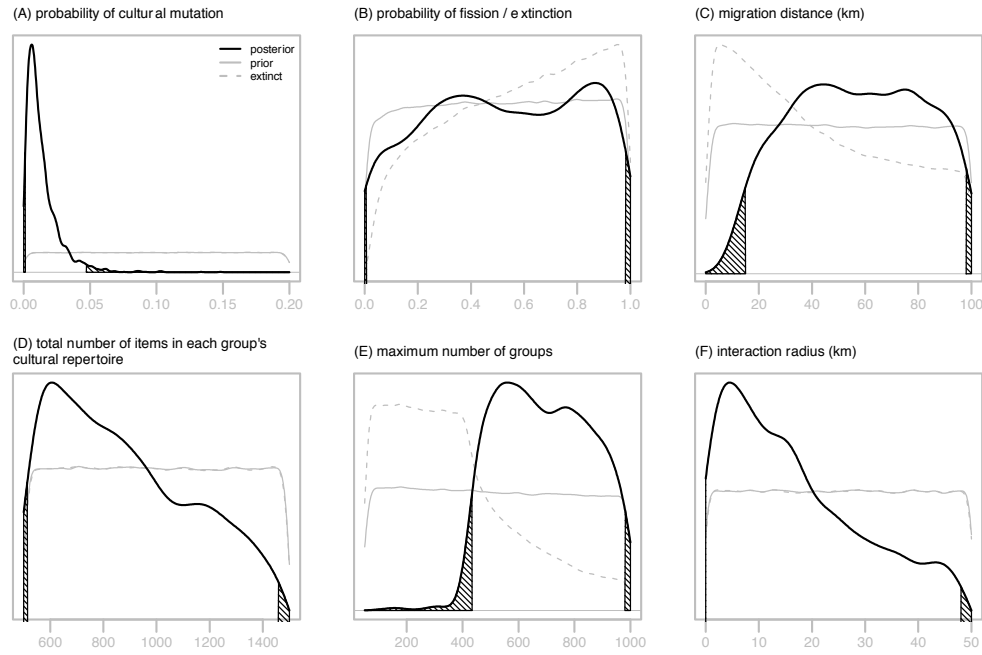 (A) probability of cultural mutation
(B) probability of fission / extinction
(C) migration distance (km)
posterior
prior
extinct
0.00 0.05 0.10 0.15 0.20
0.0 0.2 0.4 0.6 0.8 1.0
0 20 40 60 80 100
(D) total number of items in each group's
cultural repertoire
(E) maximum number of groups
(F) interaction radius (km)
600 800 1000 1200 1400
200 400 600 800 1000
0 10 20 30 40 50